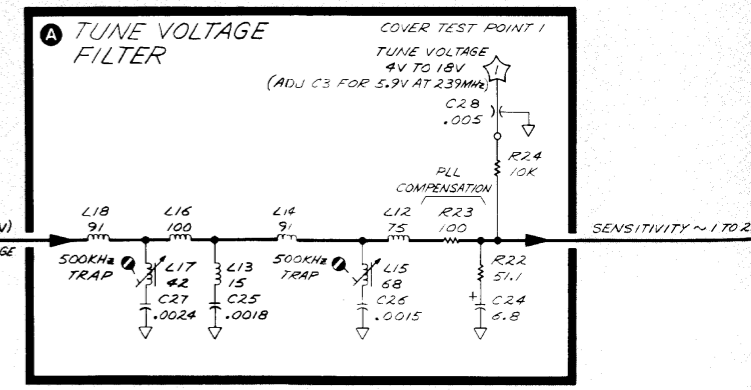 A TUNE VOLTAGE FILTER
COVER TEST POINT 1
TUNE VOLTAGE
4V TO 18V
(ADJ C3 FOR 5.9V AT 239MHz)
1
C28
.005
R24
10K
PLL
COMPENSATION
L18
91
L16
100
L14
91
L12
75
R23
100
V)
GE
SENSITIVITY ~ 1 TO 2
500KHz
TRAP
L17
42
C27
.0024
L13
15
C25
.0018
500KHz
TRAP
L15
68
C26
.0015
R22
51.1
+
C24
6.8